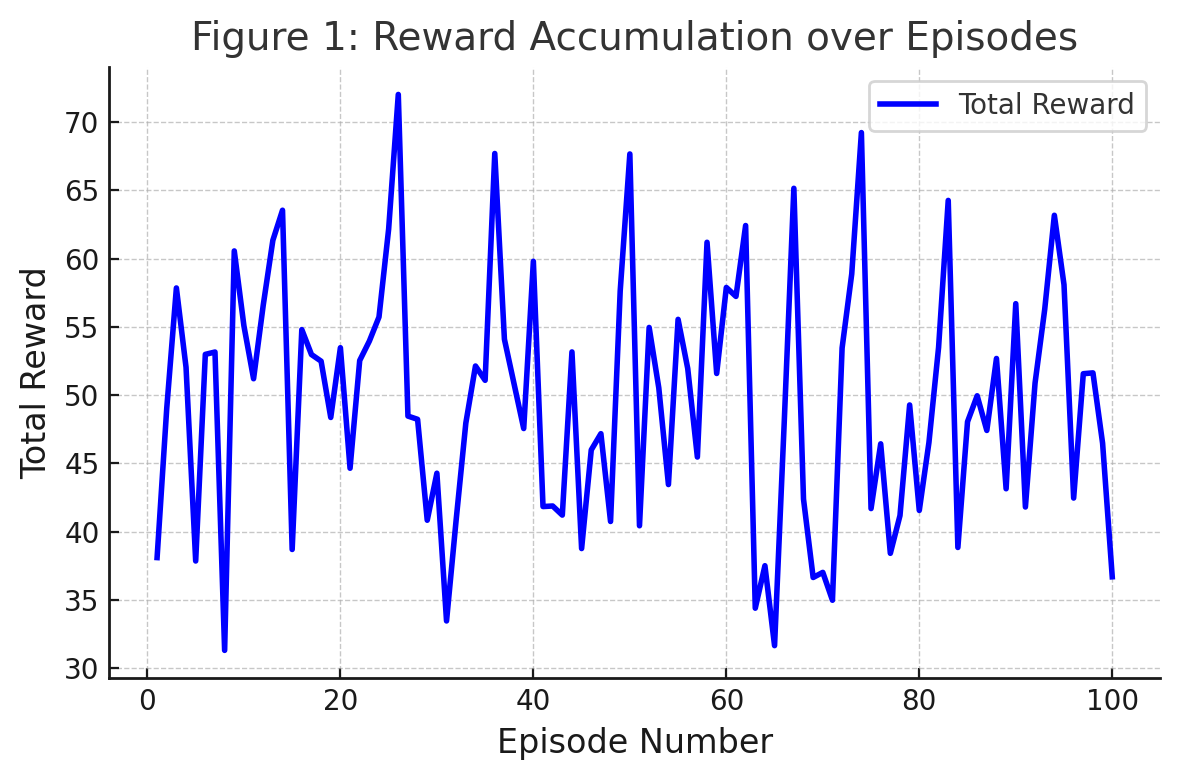 Figure 1: Reward Accumulation over Episodes
Total Reward
70
65
60
55
50
45
40
35
30
Total Reward
0 20 40 60 80 100
Episode Number